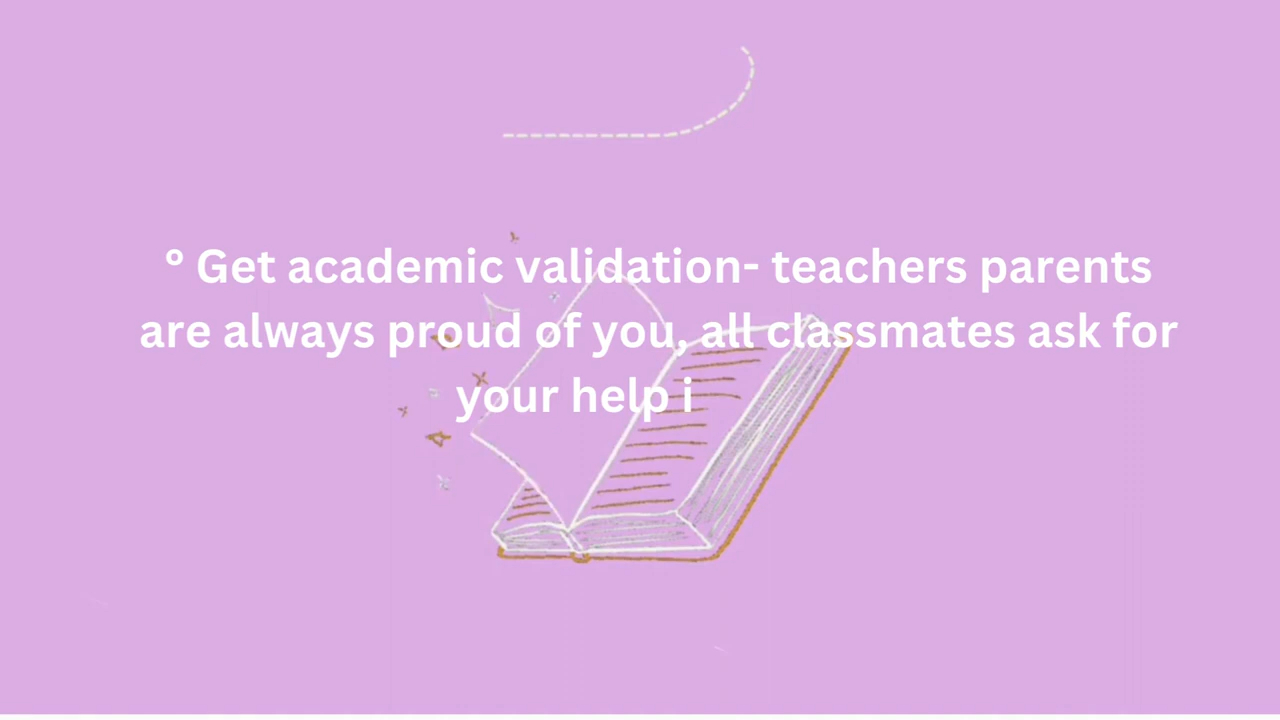 ° Get academic validation- teachers parents
are always proud of you, all classmates ask for
your help i